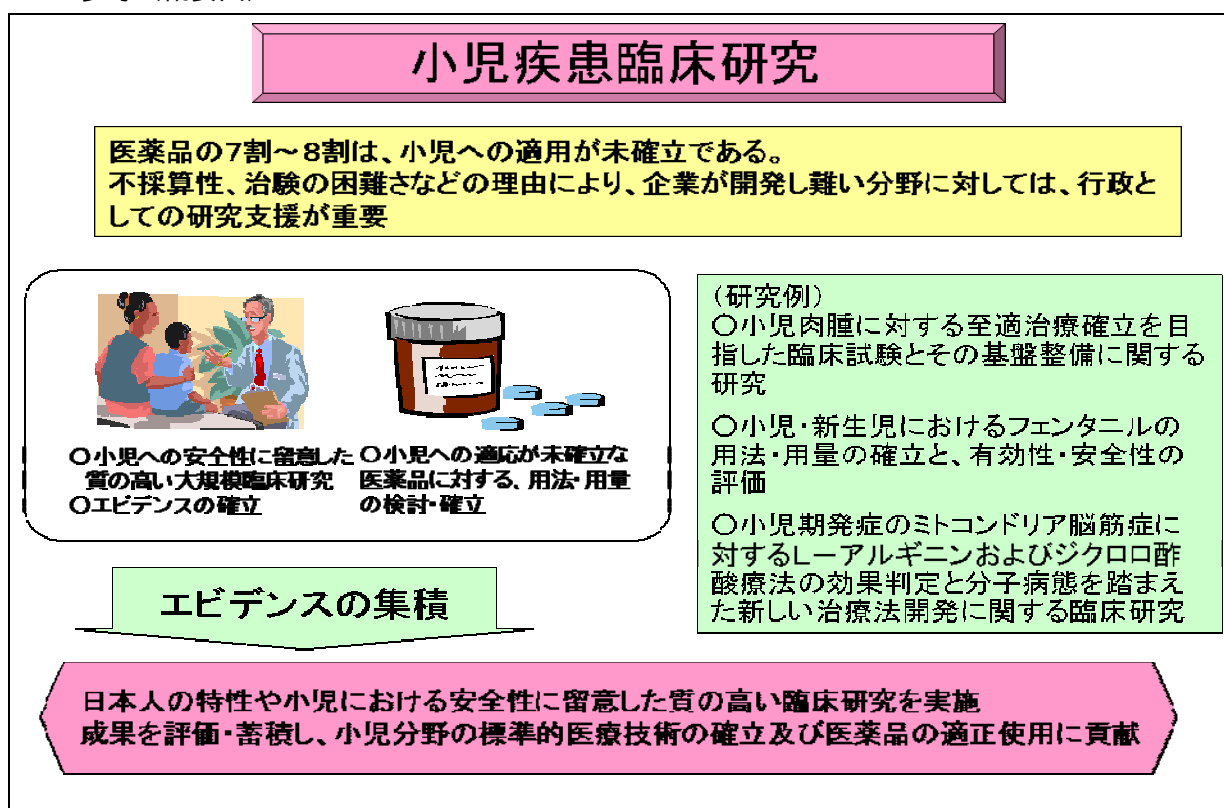 小児疾患臨床研究
医薬品の7割～8割は、小児への適用が未確立である。
不採算性、治験の困難さなどの理由により、企業が開発し難い分野に対しては、行政と
しての研究支援が重要
〇小児への安全性に留意した
質の高い大規模臨床研究
〇エビデンスの確立
〇小児への適応が未確立な
医薬品に対する、用法・用量
の検討・確立
（研究例）
〇小児肉腫に対する至適治療確立を目
指した臨床試験とその基盤整備に関する
研究
〇小児・新生児におけるフェンタニルの
用法・用量の確立と、有効性・安全性の
評価
〇小児期発症のミトコンドリア脳筋症に
対するL－アルギニンおよびジクロロ酢
酸療法の効果判定と分子病態を踏まえ
た新しい治療法開発に関する臨床研究
エビデンスの集積
日本人の特性や小児における安全性に留意した質の高い臨床研究を実施
成果を評価・蓄積し、小児分野の標準的医療技術の確立及び医薬品の適正使用に貢献